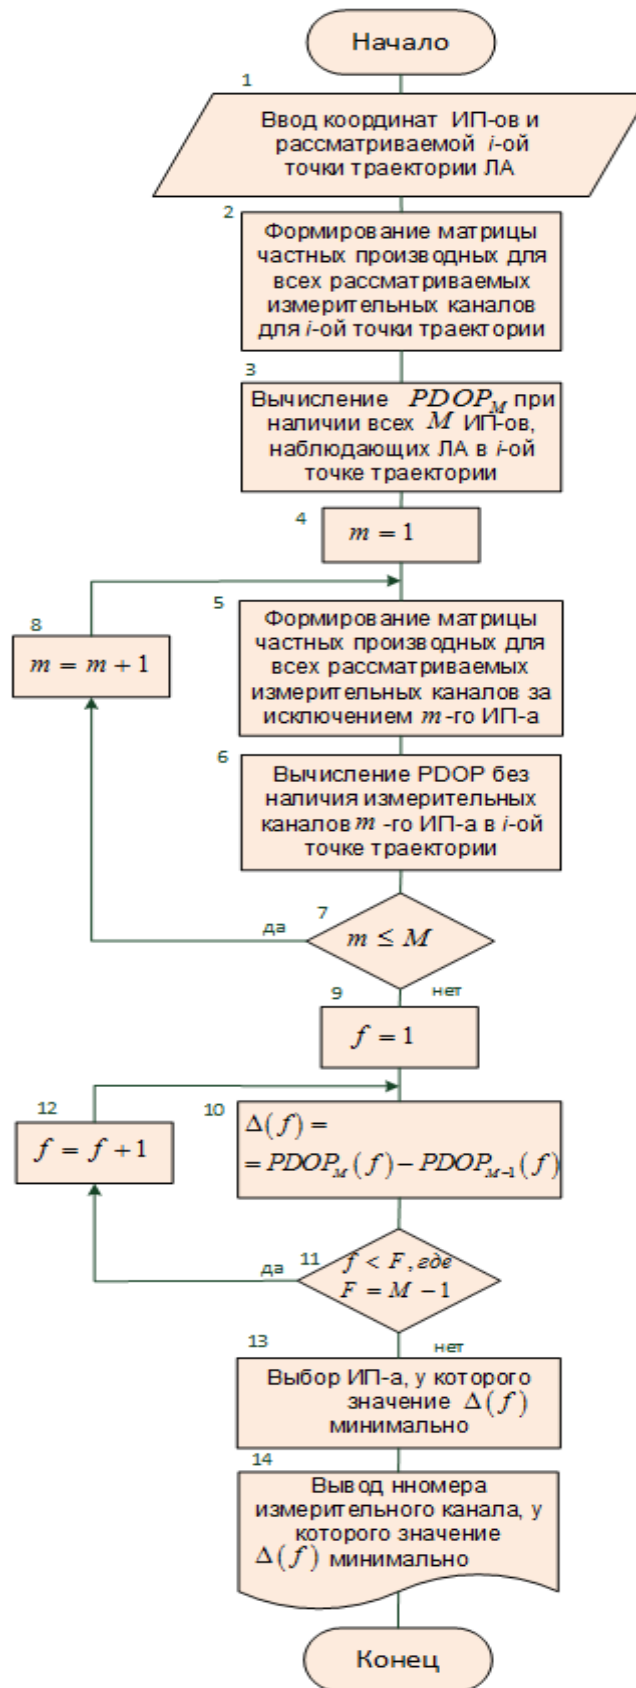 Начало
1
Ввод координат ИП-ов и
рассматриваемой i-ой
точки траектории ЛА
2
Формирование матрицы
частных производных для
всех рассматриваемых
измерительных каналов
для i-ой точки траектории
3
Вычисление PDOP_M при
наличии всех M ИП-ов,
наблюдающих ЛА в i-ой
точке траектории
4
m = 1
5
Формирование матрицы
частных производных для
всех рассматриваемых
измерительных каналов за
исключением m-го ИП-а
8
m = m + 1
6
Вычисление PDOP без
наличия измерительных
каналов m -го ИП-а в i-ой
точке траектории
7
m ≤ M
да
нет
9
f = 1
12
f = f + 1
10
Δ(f) =
= PDOP_M(f) − PDOP_{M−1}(f)
11
f < F, где
F = M − 1
да
нет
13
Выбор ИП-а, у которого
значение Δ(f)
минимально
14
Вывод нномера
измерительного канала, у
которого значение
Δ(f) минимально
Конец